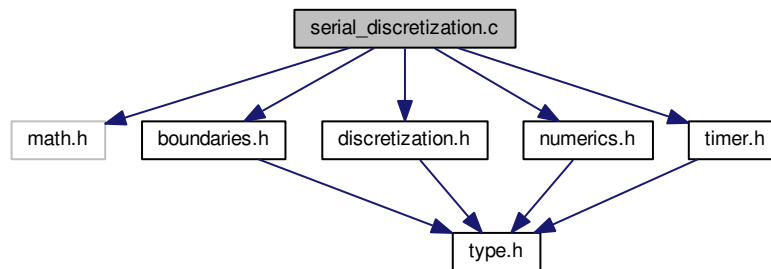 serial_discretization.c
math.h
boundaries.h
discretization.h
numerics.h
timer.h
type.h